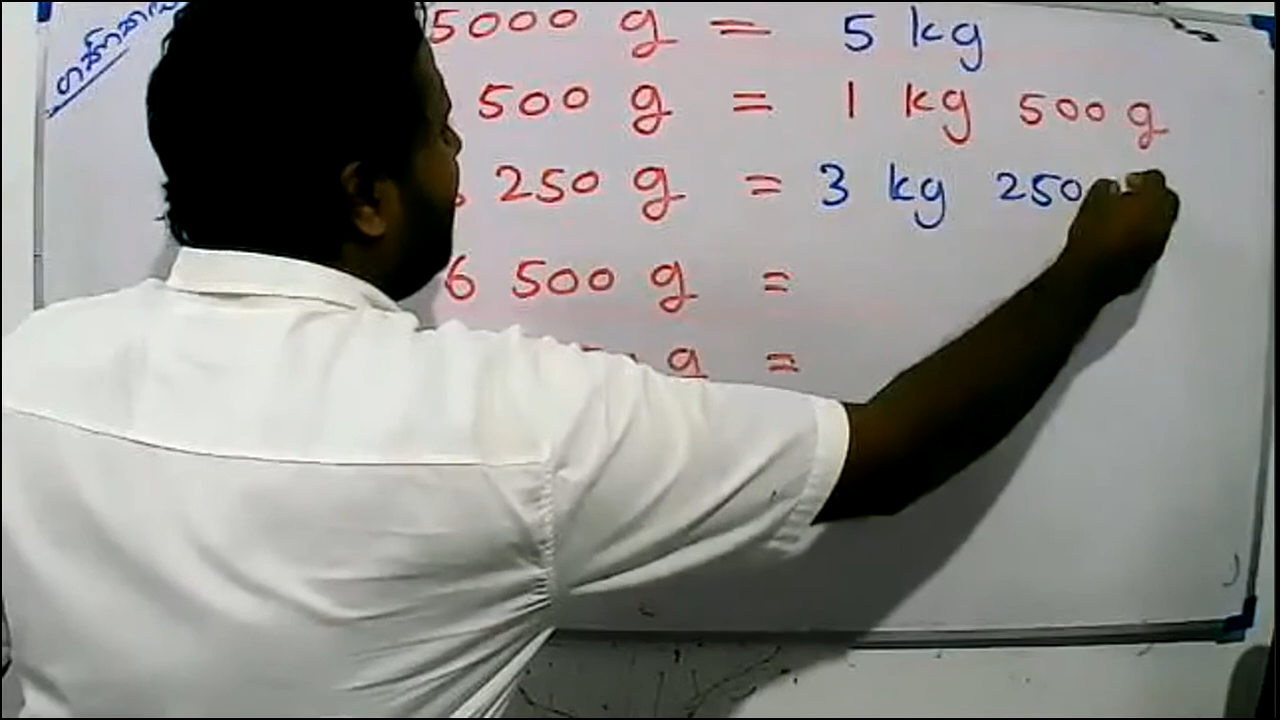 5000 g = 5 kg
500 g = 1 kg 500 g
250 g = 3 kg 250
6 500 g =
g =